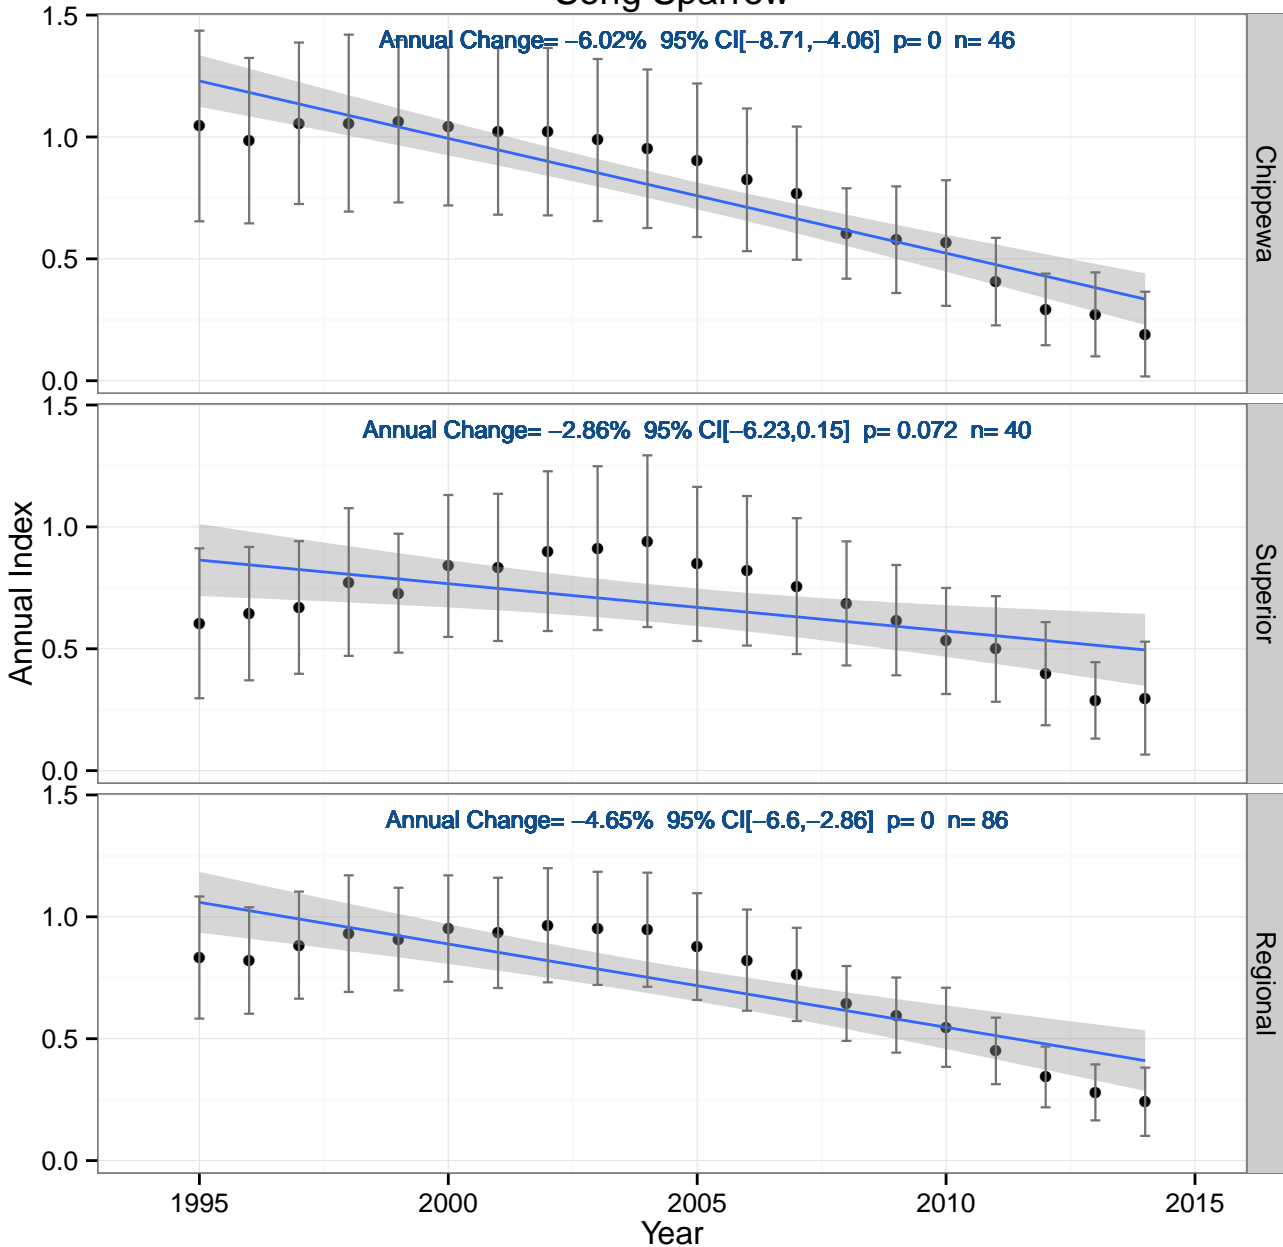 Song Sparrow
1.5
Annual Change= −6.02%  95% CI[−8.71,−4.06]  p= 0  n= 46
1.0
0.5
0.0
Chippewa
1.5
Annual Change= −2.86%  95% CI[−6.23,0.15]  p= 0.072  n= 40
1.0
0.5
0.0
Superior
Annual Index
1.5
Annual Change= −4.65%  95% CI[−6.6,−2.86]  p= 0  n= 86
1.0
0.5
0.0
Regional
1995 2000 2005 2010 2015
Year